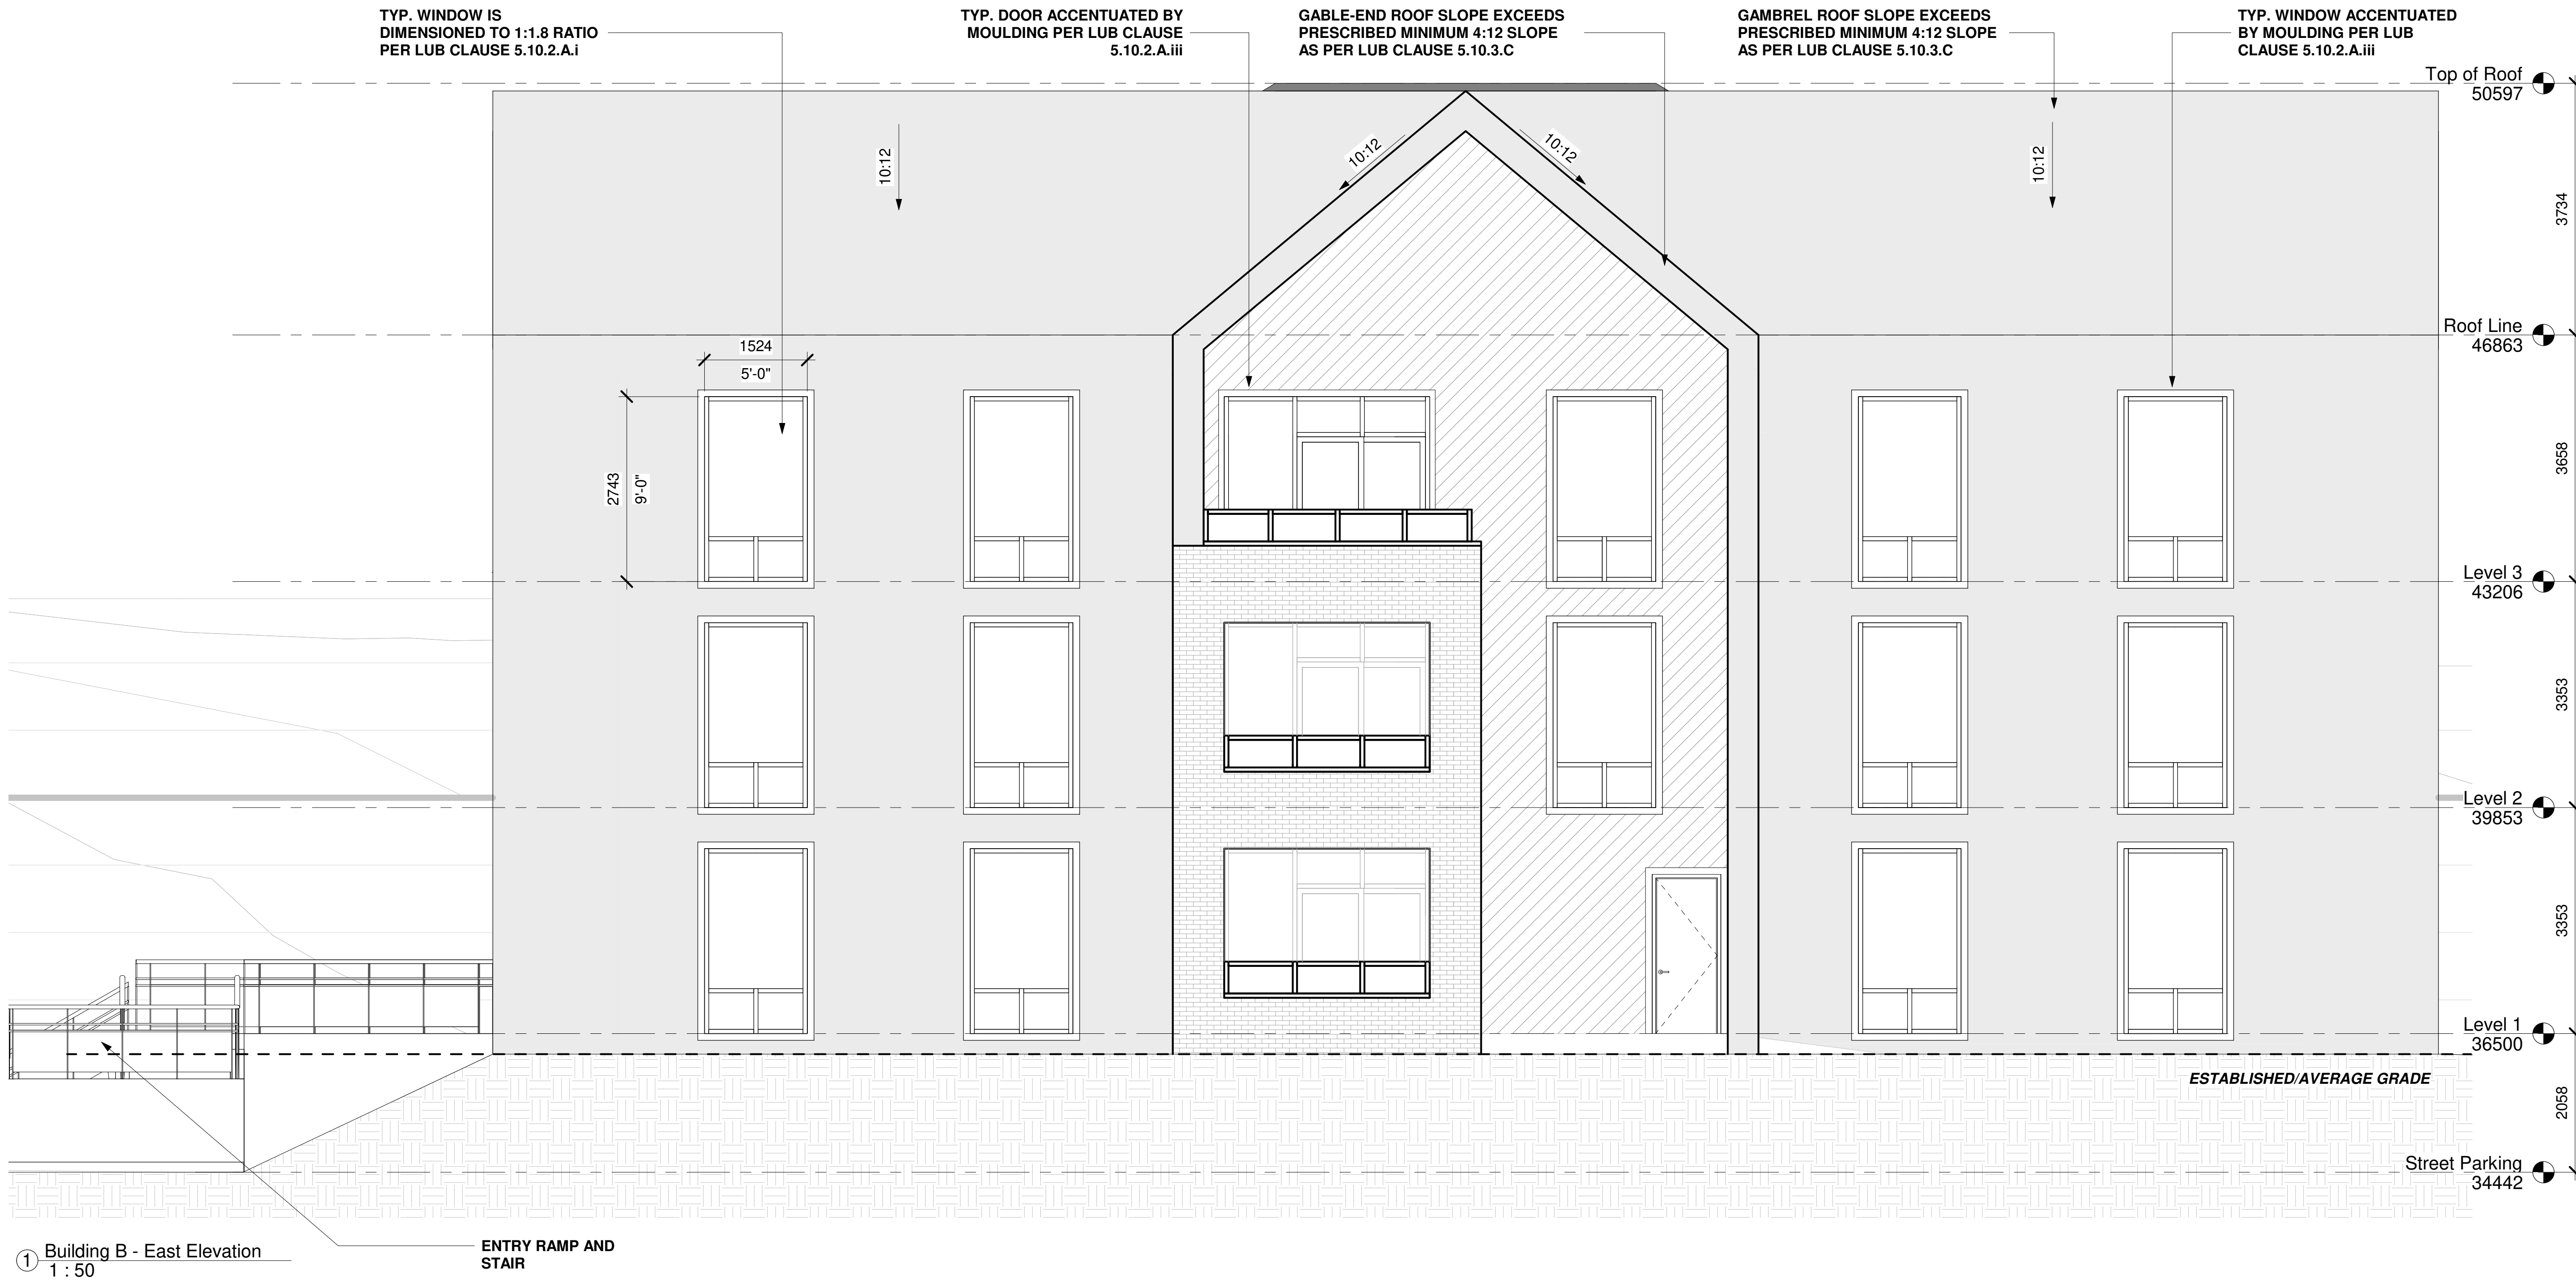 TYP. WINDOW IS
DIMENSIONED TO 1:1.8 RATIO
PER LUB CLAUSE 5.10.2.A.i
TYP. DOOR ACCENTUATED BY
MOULDING PER LUB CLAUSE
5.10.2.A.iii
GABLE-END ROOF SLOPE EXCEEDS
PRESCRIBED MINIMUM 4:12 SLOPE
AS PER LUB CLAUSE 5.10.3.C
GAMBREL ROOF SLOPE EXCEEDS
PRESCRIBED MINIMUM 4:12 SLOPE
AS PER LUB CLAUSE 5.10.3.C
TYP. WINDOW ACCENTUATED
BY MOULDING PER LUB
CLAUSE 5.10.2.A.iii
Top of Roof
50597
10:12
10:12
10:12
10:12
3734
Roof Line
46863
1524
5'-0"
2743
9'-0"
3658
Level 3
43206
3353
Level 2
39853
3353
Level 1
36500
ESTABLISHED/AVERAGE GRADE
2058
Street Parking
34442
ENTRY RAMP AND
STAIR
1
Building B - East Elevation
1 : 50